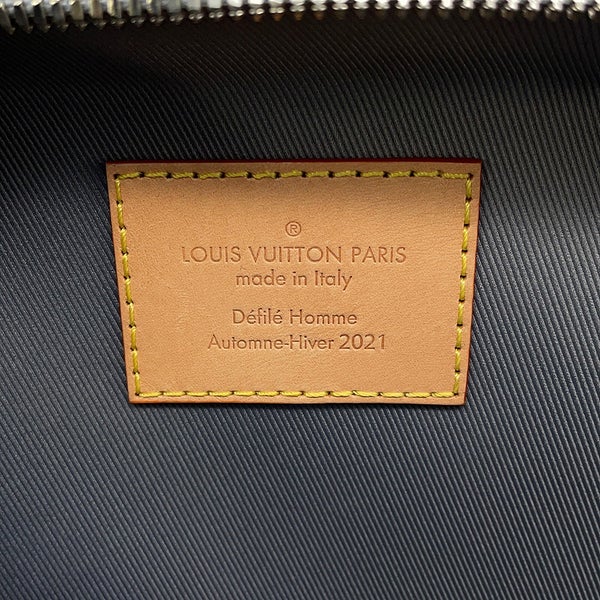 ®
LOUIS VUITTON PARIS
made in Italy
Défilé Homme
Automne-Hiver 2021